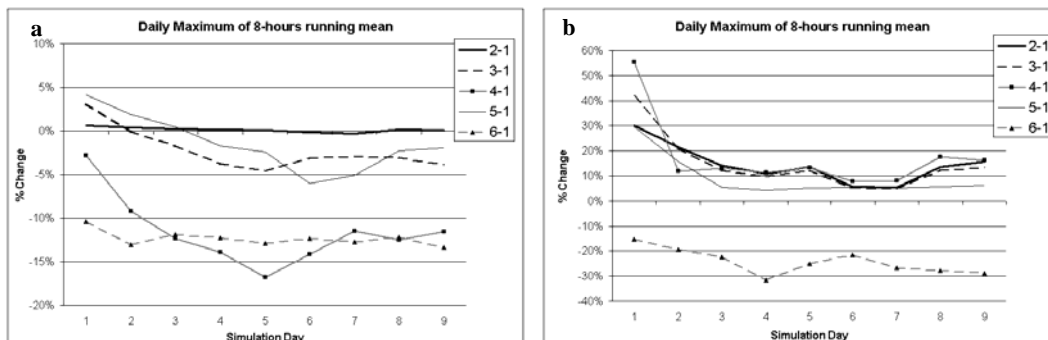 a
Daily Maximum of 8-hours running mean
10%
5%
0%
-5%
-10%
-15%
-20%
% Change
1 2 3 4 5 6 7 8 9
Simulation Day
2-1
3-1
4-1
5-1
6-1
b
Daily Maximum of 8-hours running mean
60%
50%
40%
30%
20%
10%
0%
-10%
-20%
-30%
-40%
% Change
1 2 3 4 5 6 7 8 9
Simulation Day
2-1
3-1
4-1
5-1
6-1